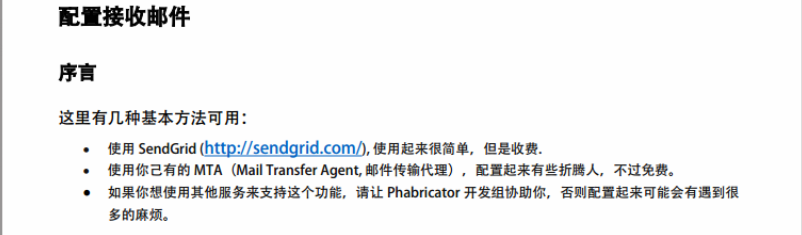 配置接收邮件
序言
这里有几种基本方法可用：
• 使用 SendGrid (http://sendgrid.com/), 使用起来很简单，但是收费.
• 使用你己有的 MTA（Mail Transfer Agent, 邮件传输代理），配置起来有些折腾人，不过免费。
• 如果你想使用其他服务来支持这个功能，请让 Phabricator 开发组协助你，否则配置起来可能会有遇到很
多的麻烦。